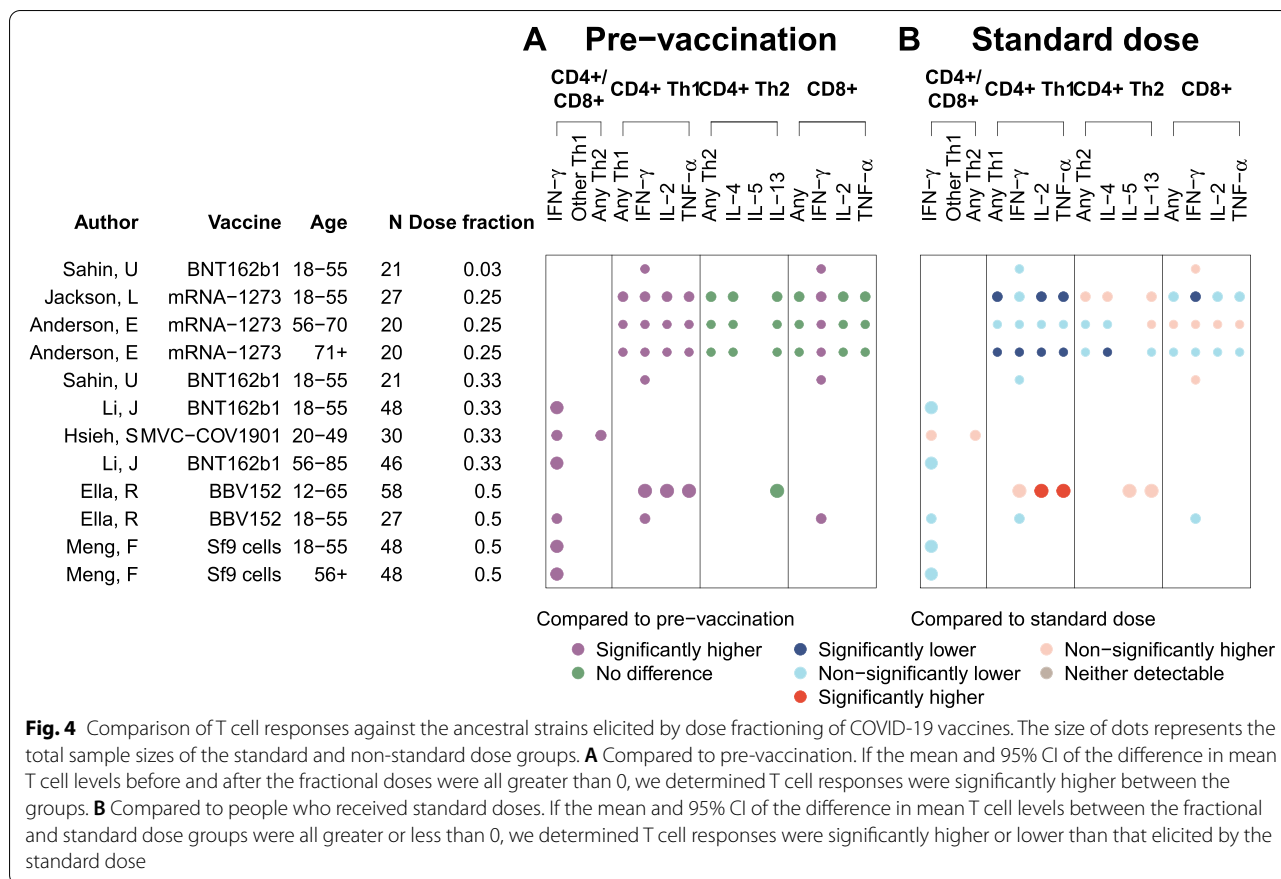 A Pre−vaccination
B Standard dose
CD4+/
CD8+
CD4+ Th1
CD4+ Th2
CD8+
CD4+/
CD8+
CD4+ Th1
CD4+ Th2
CD8+
IFN−γ
Other Th1
Any Th2
Any Th1
IFN−γ
IL−2
TNF−α
Any Th2
IL−4
IL−5
IL−13
Any
IFN−γ
IL−2
TNF−α
IFN−γ
Other Th1
Any Th2
Any Th1
IFN−γ
IL−2
TNF−α
Any Th2
IL−4
IL−5
IL−13
Any
IFN−γ
IL−2
TNF−α
Author Vaccine Age N Dose fraction
Sahin, U BNT162b1 18−55 21 0.03
Jackson, L mRNA−1273 18−55 27 0.25
Anderson, E mRNA−1273 56−70 20 0.25
Anderson, E mRNA−1273 71+ 20 0.25
Sahin, U BNT162b1 18−55 21 0.33
Li, J BNT162b1 18−55 48 0.33
Hsieh, S MVC−COV1901 20−49 30 0.33
Li, J BNT162b1 56−85 46 0.33
Ella, R BBV152 12−65 58 0.5
Ella, R BBV152 18−55 27 0.5
Meng, F Sf9 cells 18−55 48 0.5
Meng, F Sf9 cells 56+ 48 0.5
Compared to pre−vaccination
Significantly higher
No difference
Compared to standard dose
Significantly lower
Non−significantly lower
Significantly higher
Non−significantly higher
Neither detectable
Fig. 4 Comparison of T cell responses against the ancestral strains elicited by dose fractioning of COVID-19 vaccines. The size of dots represents the
total sample sizes of the standard and non-standard dose groups. A Compared to pre-vaccination. If the mean and 95% CI of the difference in mean
T cell levels before and after the fractional doses were all greater than 0, we determined T cell responses were significantly higher between the
groups. B Compared to people who received standard doses. If the mean and 95% CI of the difference in mean T cell levels between the fractional
and standard dose groups were all greater or less than 0, we determined T cell responses were significantly higher or lower than that elicited by the
standard dose